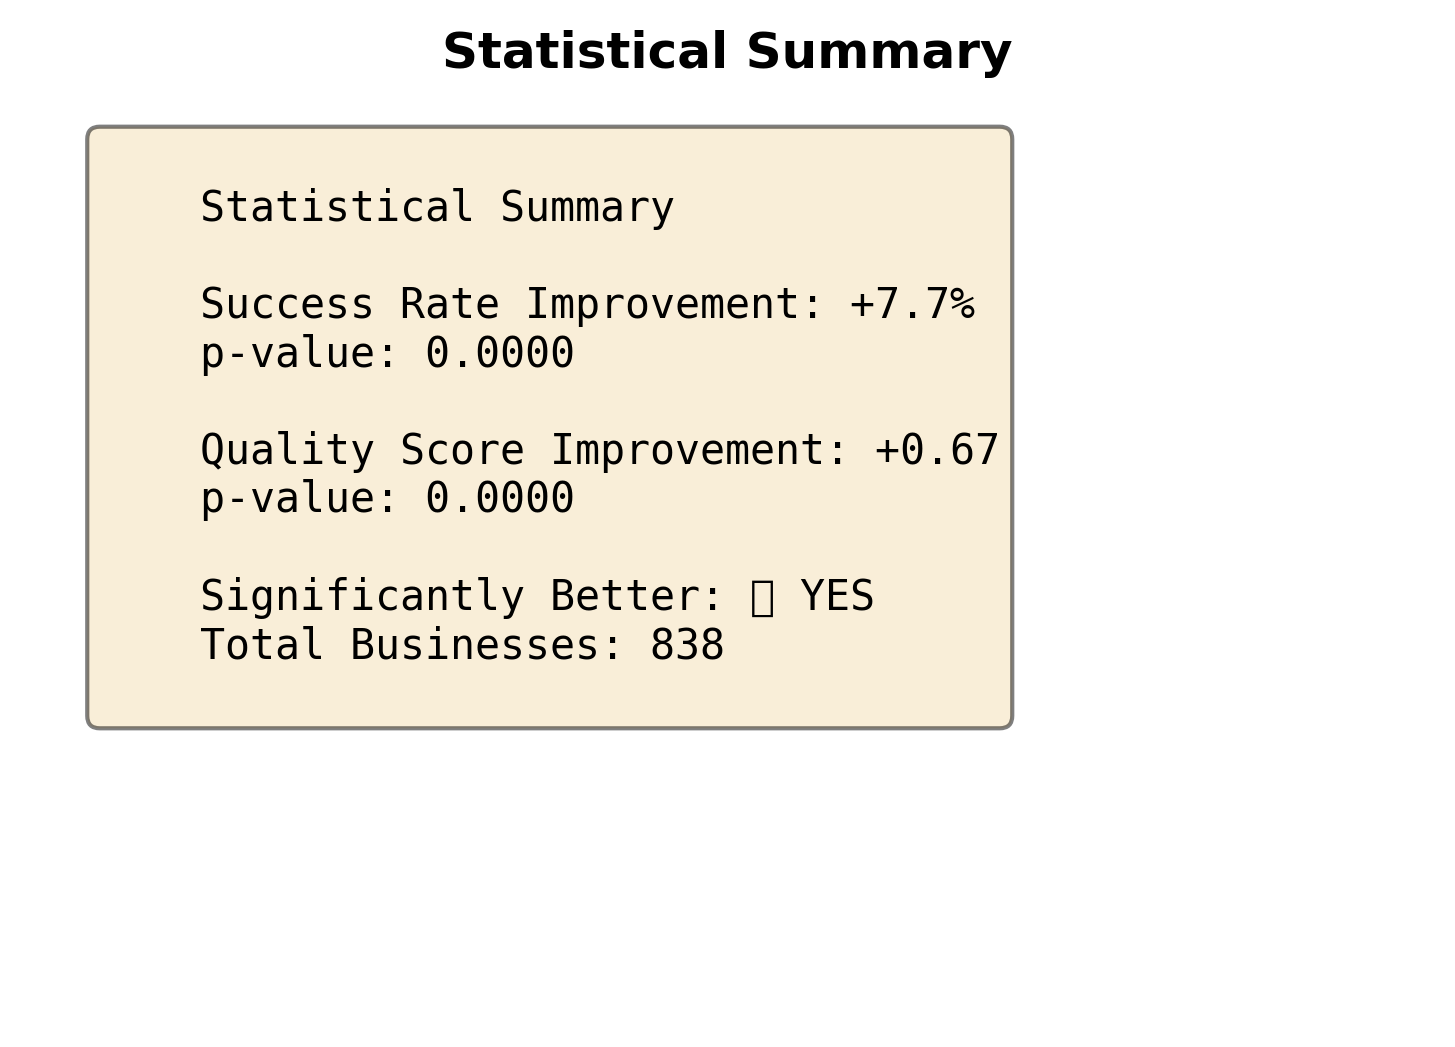 Statistical Summary
Statistical Summary
Success Rate Improvement: +7.7%
p-value: 0.0000
Quality Score Improvement: +0.67
p-value: 0.0000
Significantly Better: ▯ YES
Total Businesses: 838